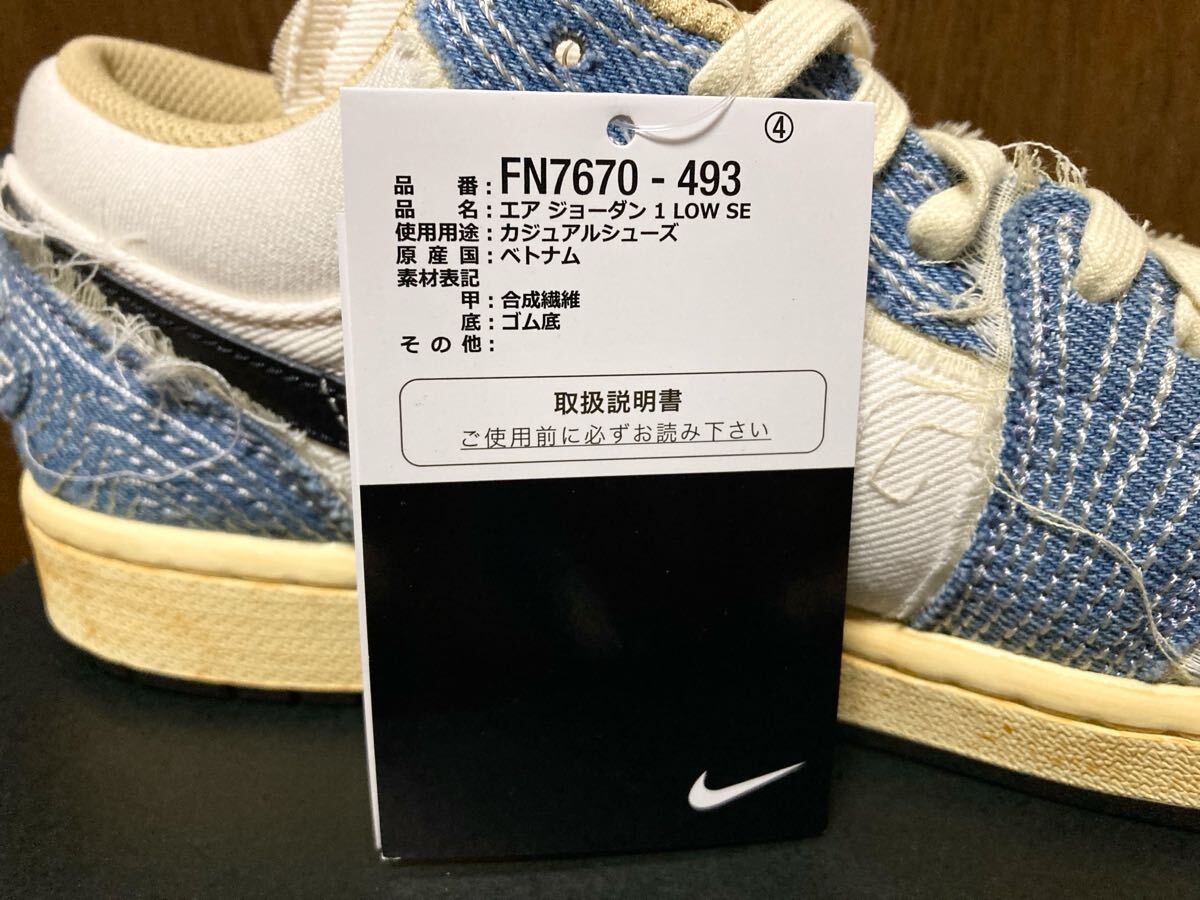 ④
品 番 : FN7670 - 493
品 名 : エア ジョーダン 1 LOW SE
使用用途 : カジュアルシューズ
原 産 国 : ベトナム
素材表記
甲 : 合成繊維
底 : ゴム底
そ の 他 :
取扱説明書
ご使用前に必ずお読み下さい